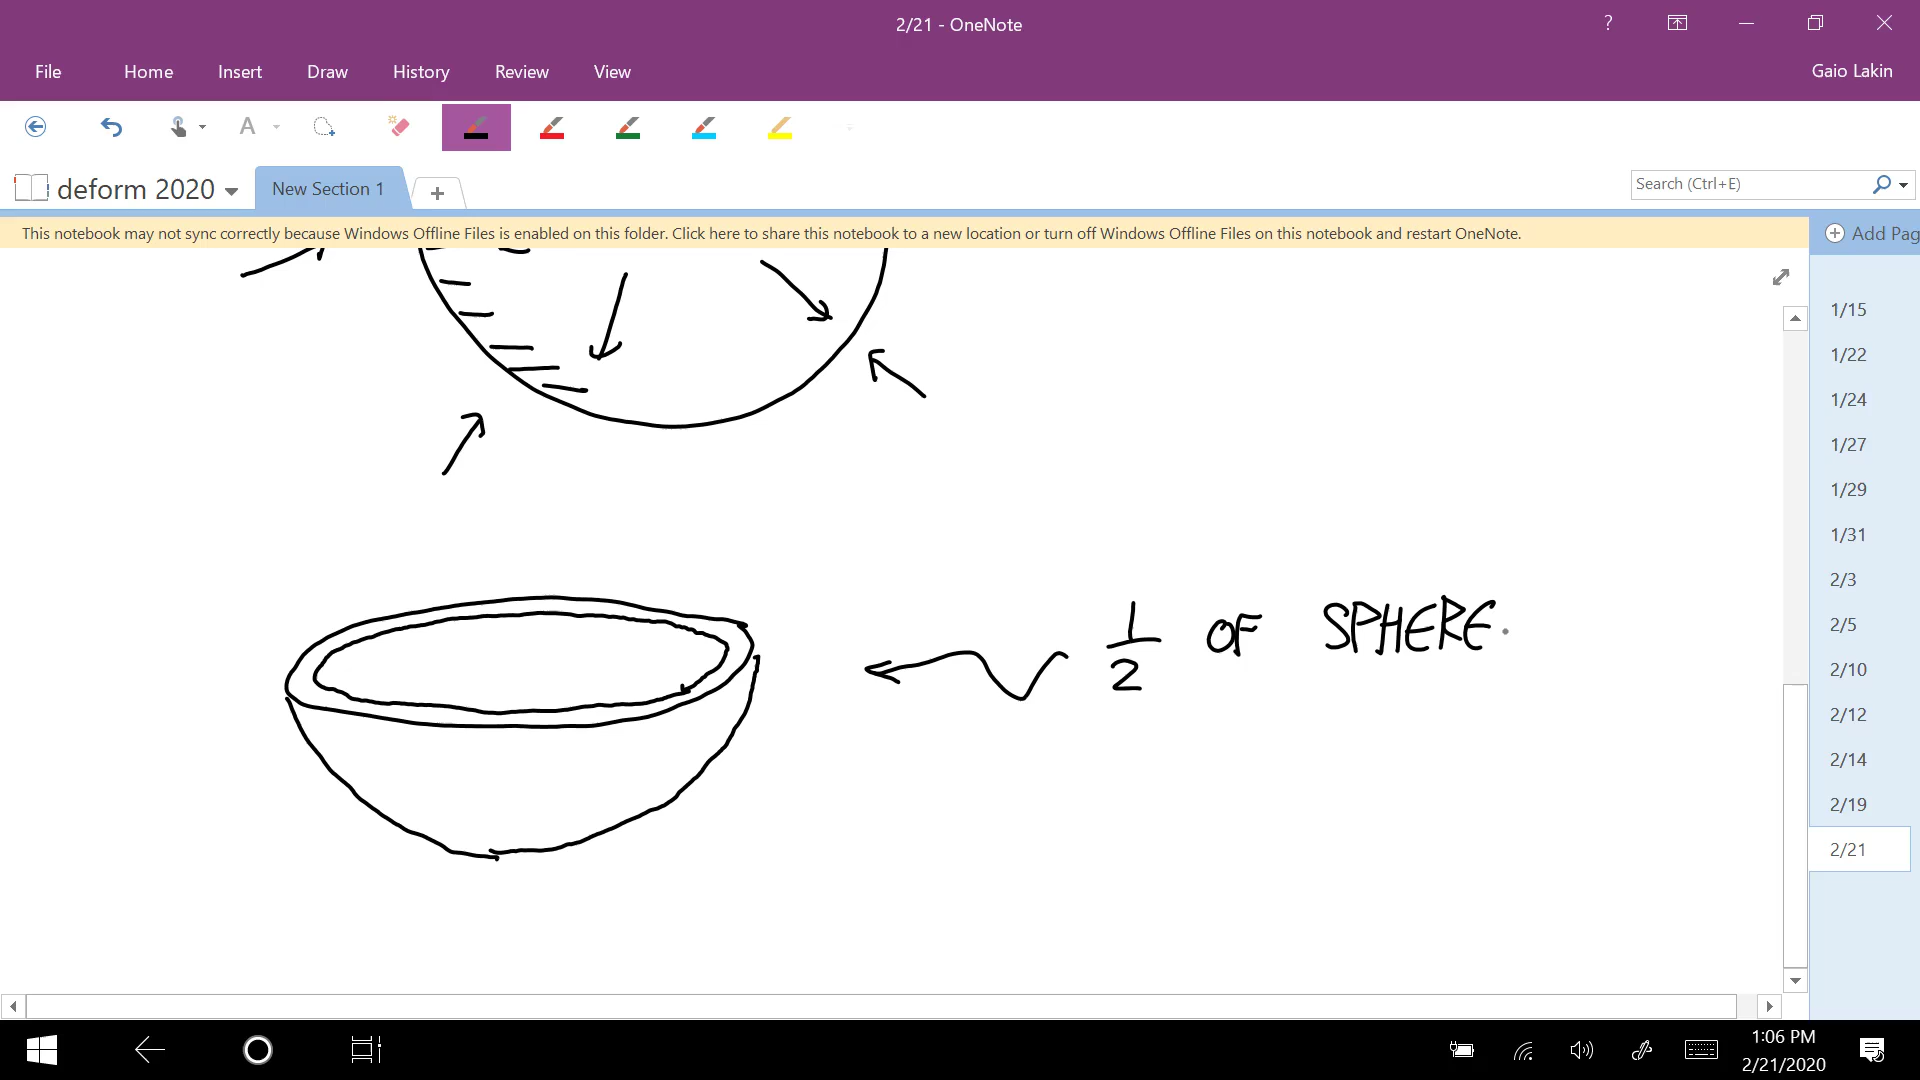 2/21 - OneNote
?
File Home Insert Draw History Review View
Gaio Lakin
A
deform 2020
New Section 1
+
Search (Ctrl+E)
This notebook may not sync correctly because Windows Offline Files is enabled on this folder. Click here to share this notebook to a new location or turn off Windows Offline Files on this notebook and restart OneNote.
Add Pag
1/15
1/22
1/24
1/27
1/29
1/31
2/3
2/5
2/10
2/12
2/14
2/19
2/21
1/2 OF SPHERE.
1:06 PM
2/21/2020